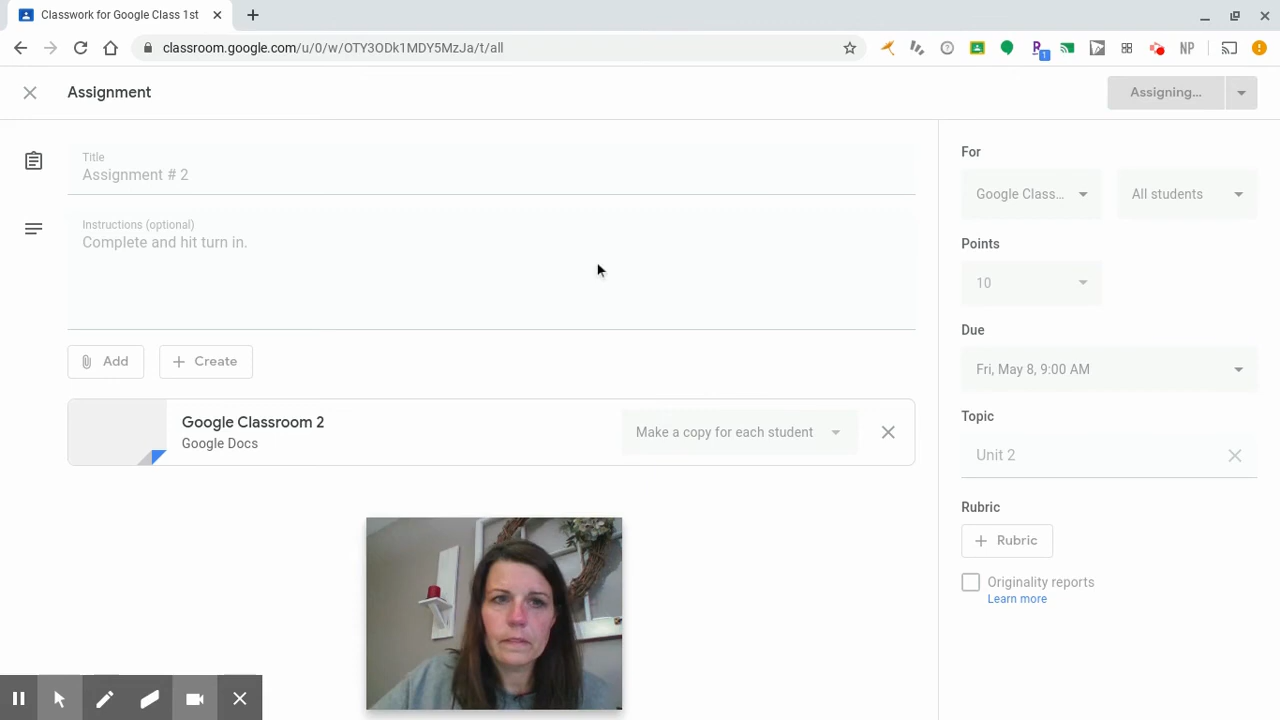 Classwork for Google Class 1st
classroom.google.com/u/0/w/OTY3ODk1MDY5MzJa/t/all
R
1
NP
Assignment
Assigning...
Title
Assignment # 2
Instructions (optional)
Complete and hit turn in.
Add
Create
Google Classroom 2
Google Docs
Make a copy for each student
For
Google Class...
All students
Points
10
Due
Fri, May 8, 9:00 AM
Topic
Unit 2
Rubric
Rubric
Originality reports
Learn more